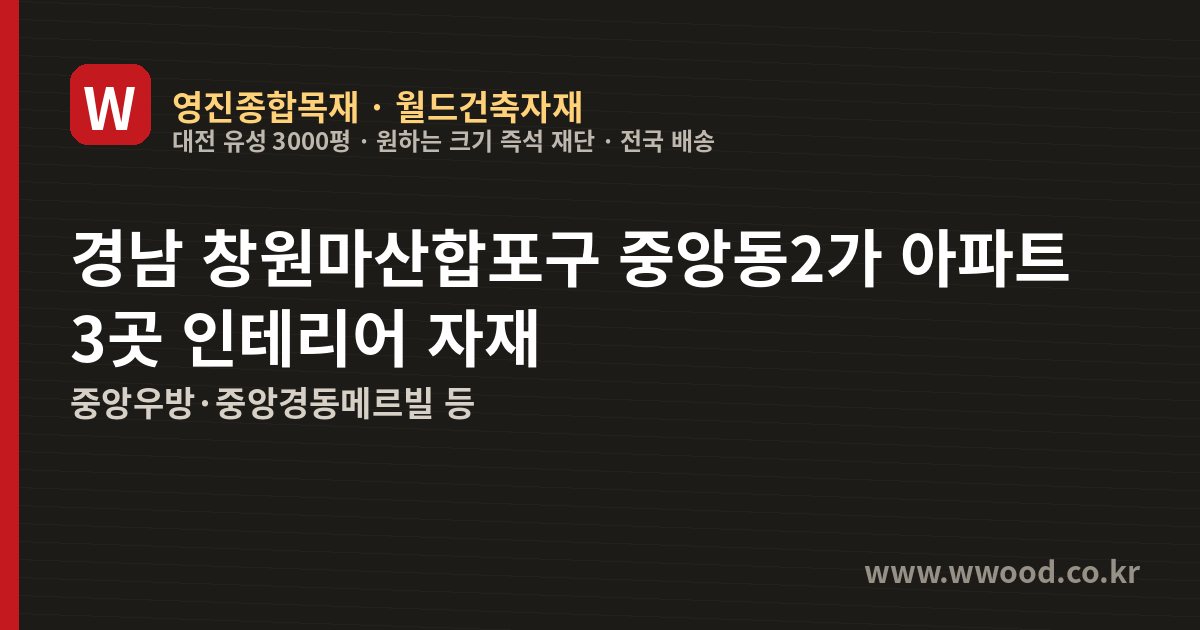 W
영진종합목재 · 월드건축자재
대전 유성 3000평 · 원하는 크기 즉석 재단 · 전국 배송
경남 창원마산합포구 중앙동2가 아파트
3곳 인테리어 자재
중앙우방·중앙경동메르빌 등
www.wwood.co.kr